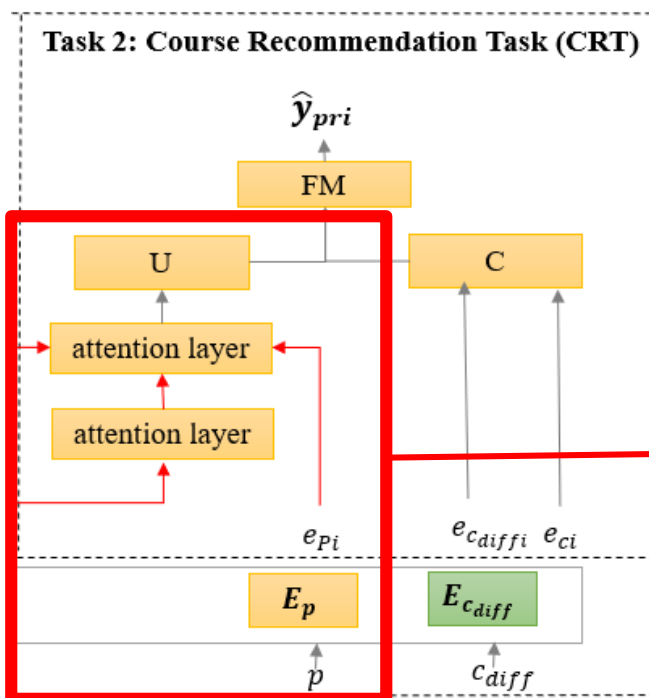 Task 2: Course Recommendation Task (CRT)
ŷ_pri
FM
U C
attention layer
attention layer
e_Pi e_c_diffi e_ci
E_p E_c_diff
p c_diff